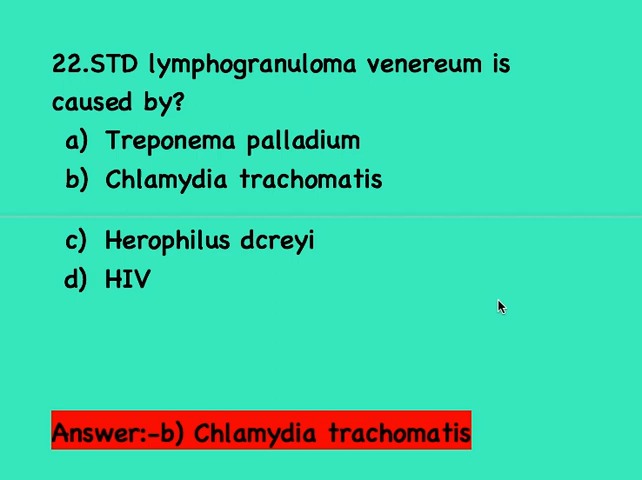 22.STD lymphogranuloma venereum is
caused by?
a) Treponema palladium
b) Chlamydia trachomatis
c) Herophilus dcreyi
d) HIV
Answer:-b) Chlamydia trachomatis